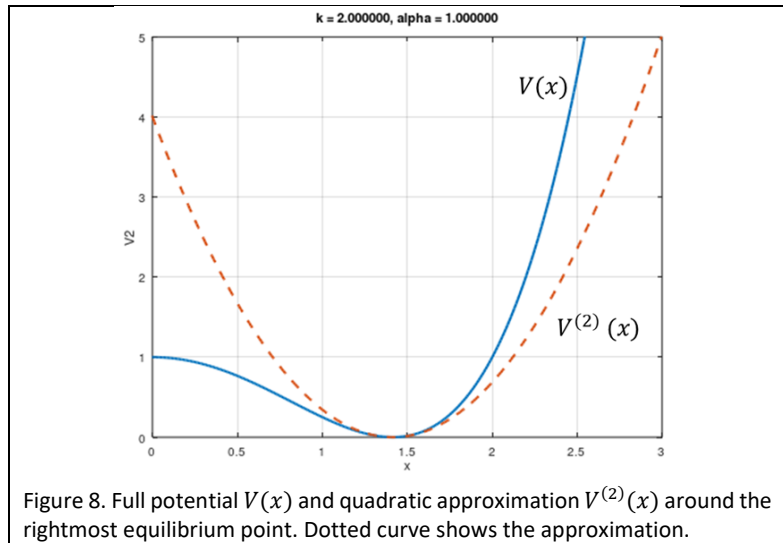 k = 2.000000, alpha = 1.000000
5
V(x)
4
3
V2
2
V^{(2)} (x)
1
0
0 0.5 1 1.5 2 2.5 3
x
Figure 8. Full potential V(x) and quadratic approximation V^{(2)}(x) around the
rightmost equilibrium point. Dotted curve shows the approximation.